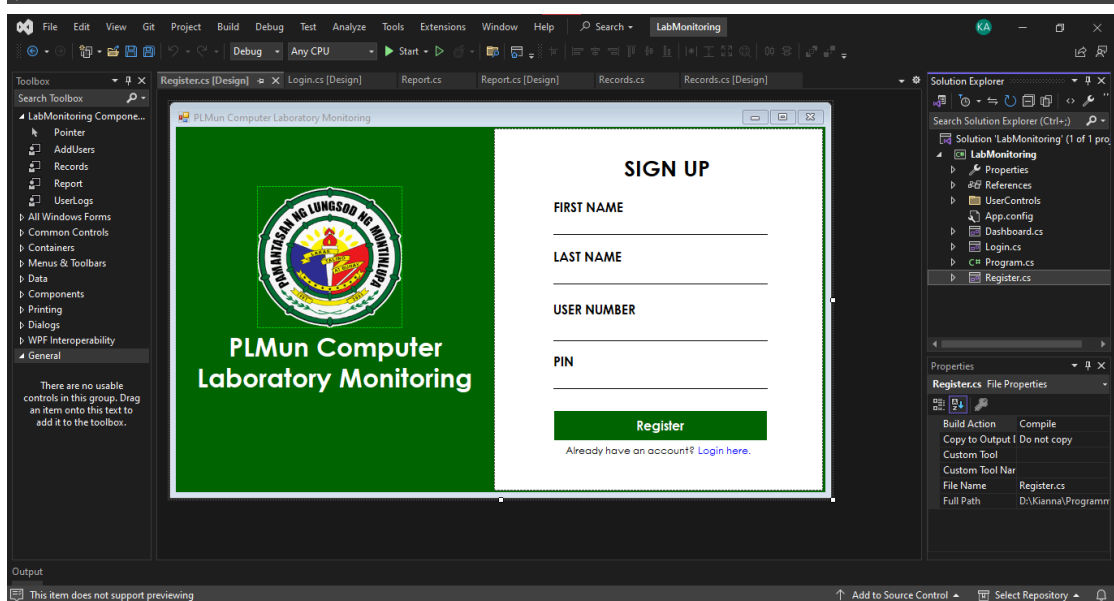 File Edit View Git Project Build Debug Test Analyze Tools Extensions Window Help Search LabMonitoring KA
Debug Any CPU Start
Toolbox
Search Toolbox
LabMonitoring Compone...
Pointer
AddUsers
Records
Report
UserLogs
All Windows Forms
Common Controls
Containers
Menus & Toolbars
Data
Components
Printing
Dialogs
WPF Interoperability
General
There are no usable
controls in this group. Drag
an item onto this text to
add it to the toolbox.
Register.cs [Design] Login.cs [Design] Report.cs Report.cs [Design] Records.cs Records.cs [Design]
PLMun Computer Laboratory Monitoring
PAMANTASAN NG LUNGSOD NG MUNTINLUPA
PLMun Computer
Laboratory Monitoring
SIGN UP
FIRST NAME
LAST NAME
USER NUMBER
PIN
Register
Already have an account? Login here.
Solution Explorer
Search Solution Explorer (Ctrl+;)
Solution 'LabMonitoring' (1 of 1 pro
LabMonitoring
Properties
References
UserControls
App.config
Dashboard.cs
Login.cs
C# Program.cs
Register.cs
Properties
Register.cs File Properties
Build Action Compile
Copy to Output Do not copy
Custom Tool
Custom Tool Nar
File Name Register.cs
Full Path D:\Kianna\Programm
Output
This item does not support previewing
Add to Source Control Select Repository